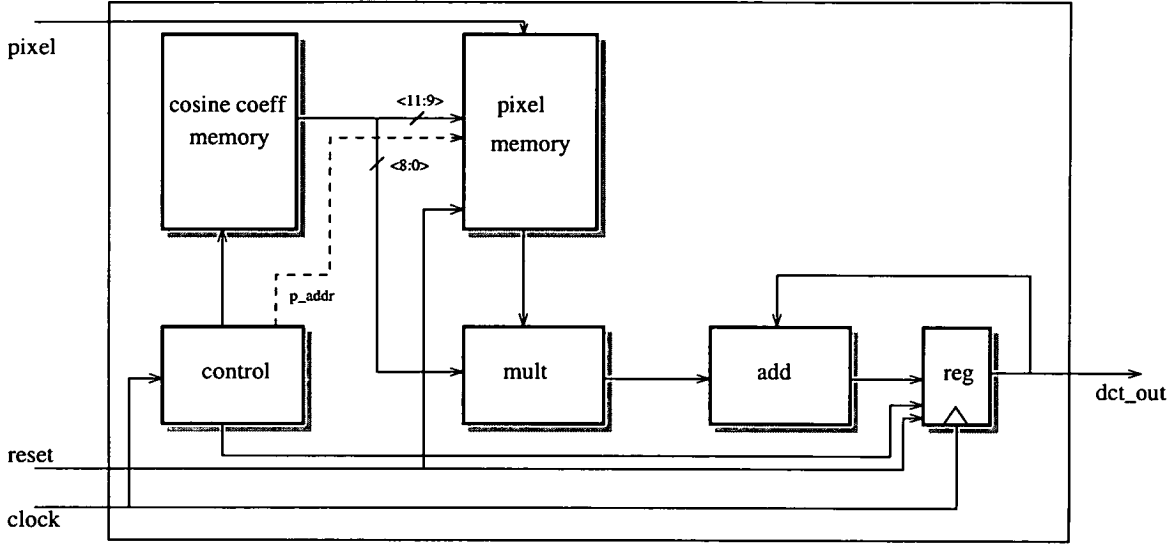 pixel
cosine coeff
memory
<11:9>
pixel
memory
<8:0>
p_addr
control
mult
add
reg
dct_out
reset
clock